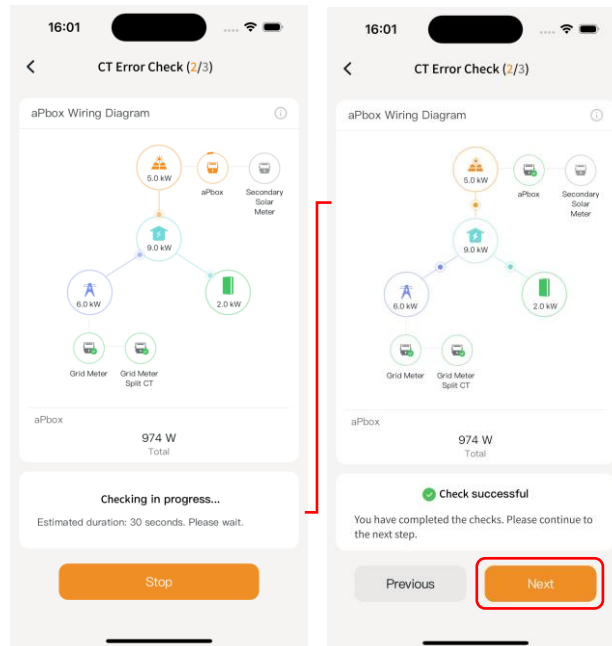 16:01
CT Error Check (2/3)
aPbox Wiring Diagram
5.0 kW
aPbox
Secondary
Solar
Meter
9.0 kW
6.0 kW
2.0 kW
Grid Meter
Grid Meter
Split CT
aPbox
974 W
Total
Checking in progress...
Estimated duration: 30 seconds. Please wait.
Stop
16:01
CT Error Check (2/3)
aPbox Wiring Diagram
5.0 kW
aPbox
Secondary
Solar
Meter
9.0 kW
6.0 kW
2.0 kW
Grid Meter
Grid Meter
Split CT
aPbox
974 W
Total
Check successful
You have completed the checks. Please continue to
the next step.
Previous
Next